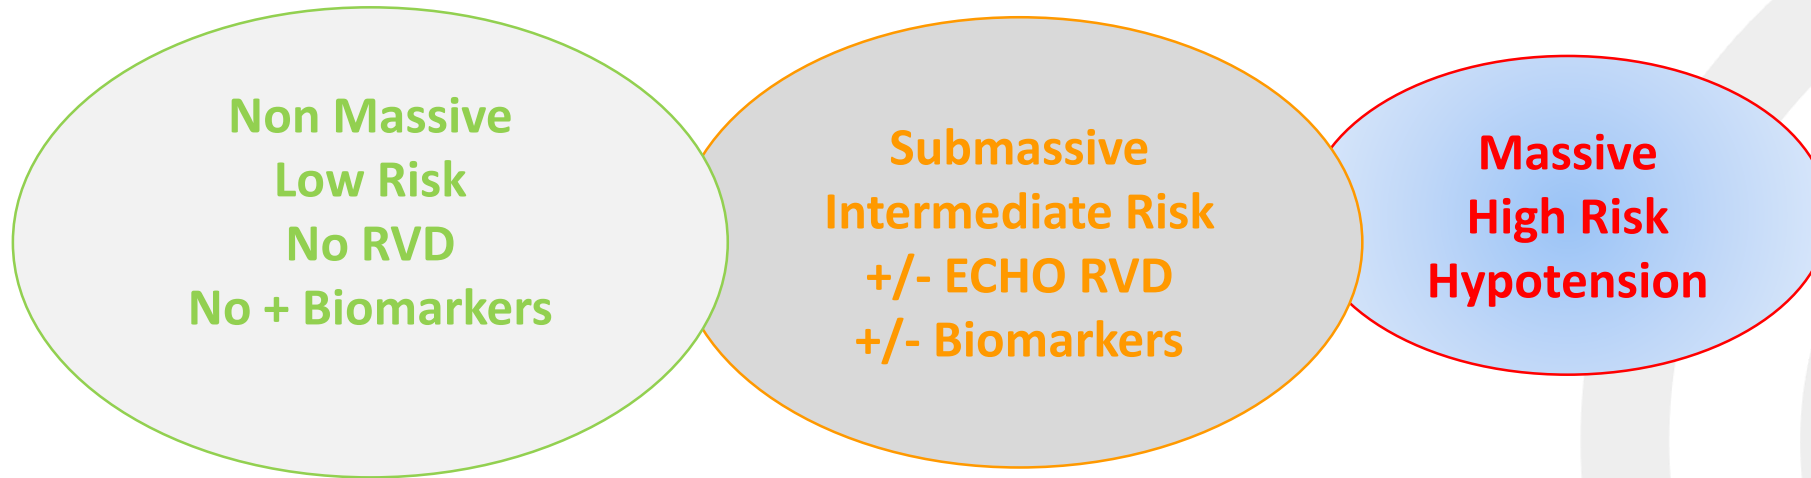 Non Massive
Low Risk
No RVD
No + Biomarkers
Submassive
Intermediate Risk
+/- ECHO RVD
+/- Biomarkers
Massive
High Risk
Hypotension